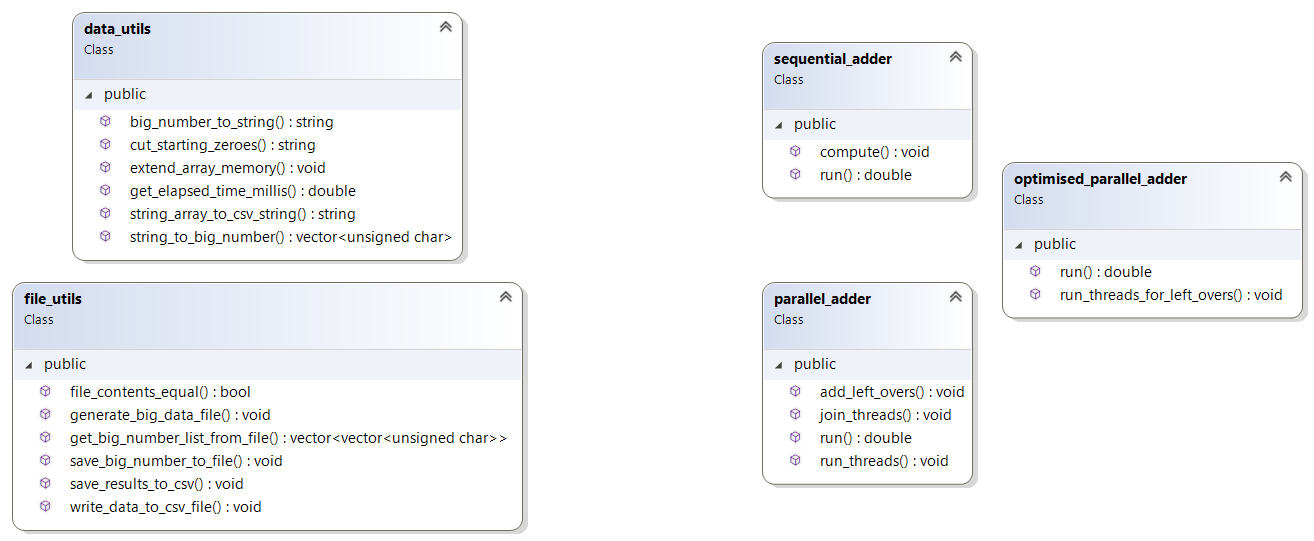 data_utils
Class
public
big_number_to_string() : string
cut_starting_zeroes() : string
extend_array_memory() : void
get_elapsed_time_millis() : double
string_array_to_csv_string() : string
string_to_big_number() : vector<unsigned char>
file_utils
Class
public
file_contents_equal() : bool
generate_big_data_file() : void
get_big_number_list_from_file() : vector<vector<unsigned char>>
save_big_number_to_file() : void
save_results_to_csv() : void
write_data_to_csv_file() : void
sequential_adder
Class
public
compute() : void
run() : double
parallel_adder
Class
public
add_left_overs() : void
join_threads() : void
run() : double
run_threads() : void
optimised_parallel_adder
Class
public
run() : double
run_threads_for_left_overs() : void